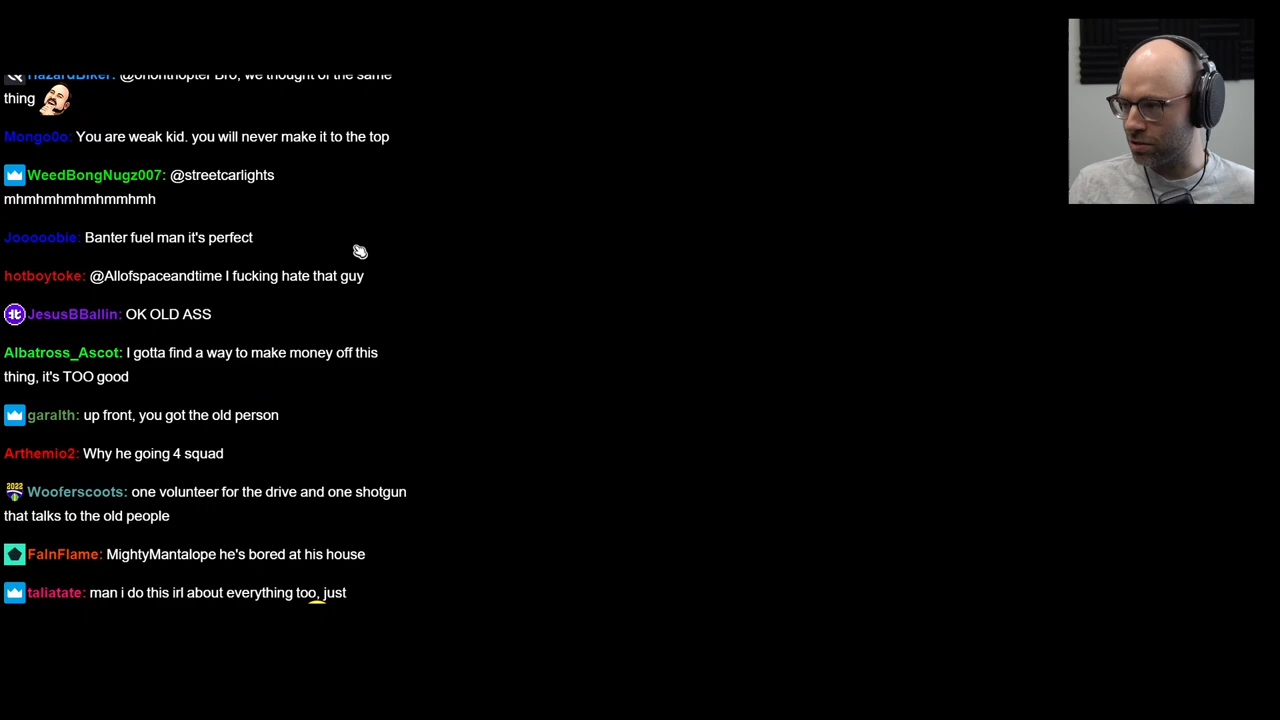 HazardBiker: @ohorithopter Bro, we thought of the same
thing
Mongo0o: You are weak kid. you will never make it to the top
WeedBongNugz007: @streetcarlights
mhmhmhmhmhmmhmh
Jooooobie: Banter fuel man it's perfect
hotboytoke: @Allofspaceandtime I fucking hate that guy
JesusBBallin: OK OLD ASS
Albatross_Ascot: I gotta find a way to make money off this
thing, it's TOO good
garalth: up front, you got the old person
Arthemio2: Why he going 4 squad
2022 Wooferscoots: one volunteer for the drive and one shotgun
that talks to the old people
FalnFlame: MightyMantalope he's bored at his house
taliatate: man i do this irl about everything too, just